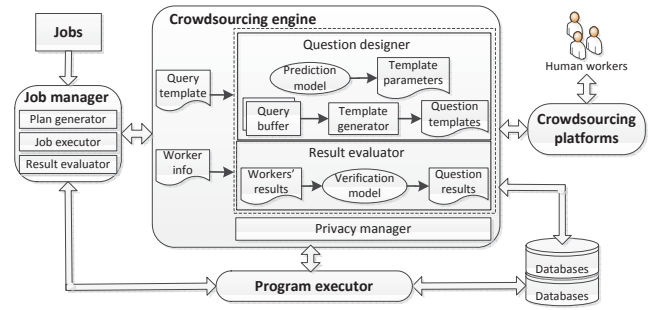 Jobs
Job manager
Plan generator
Job executor
Result evaluator
Crowdsourcing engine
Query
template
Worker
info
Question designer
Prediction
model
Template
parameters
Query
buffer
Template
generator
Question
templates
Result evaluator
Workers'
results
Verification
model
Question
results
Privacy manager
Human workers
Crowdsourcing
platforms
Databases
Databases
Program executor